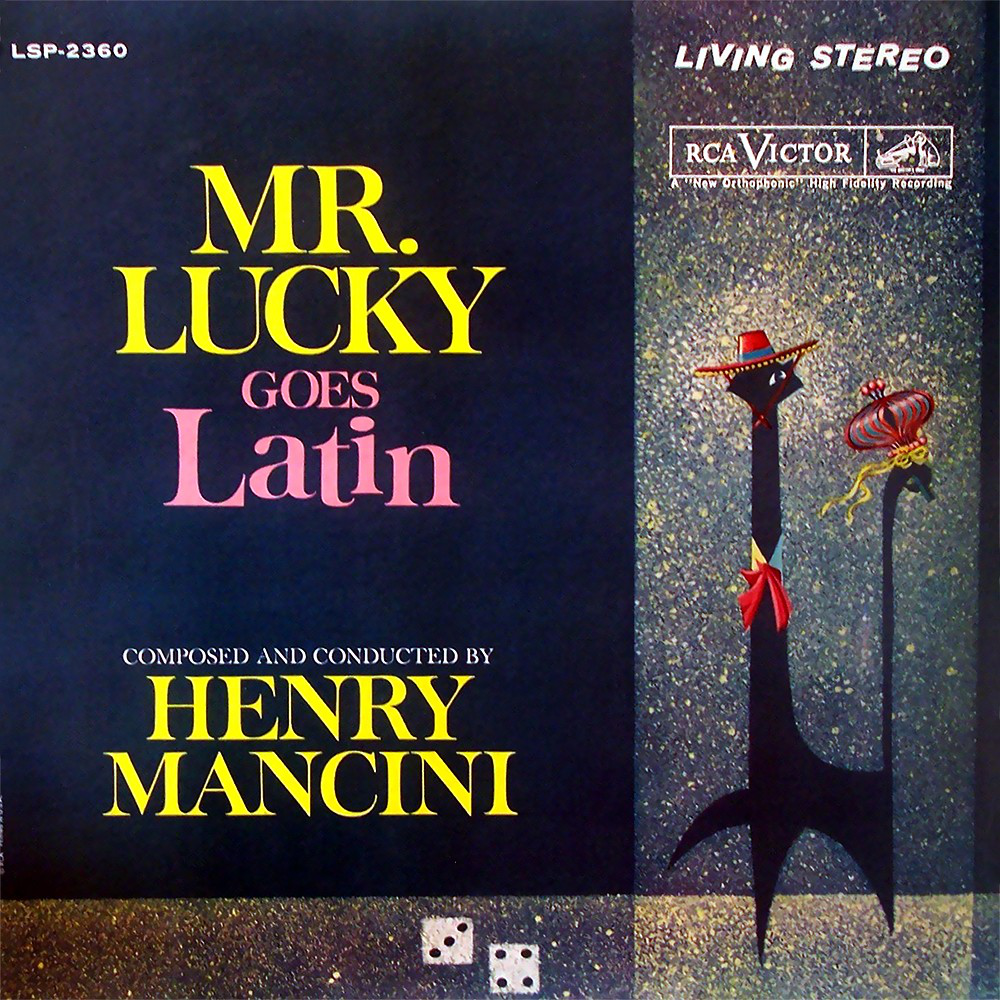 LSP-2360
LIVING STEREO
RCA VICTOR
A "New Orthophonic" High Fidelity Recording
MR.
LUCKY
GOES
Latin
COMPOSED AND CONDUCTED BY
HENRY
MANCINI